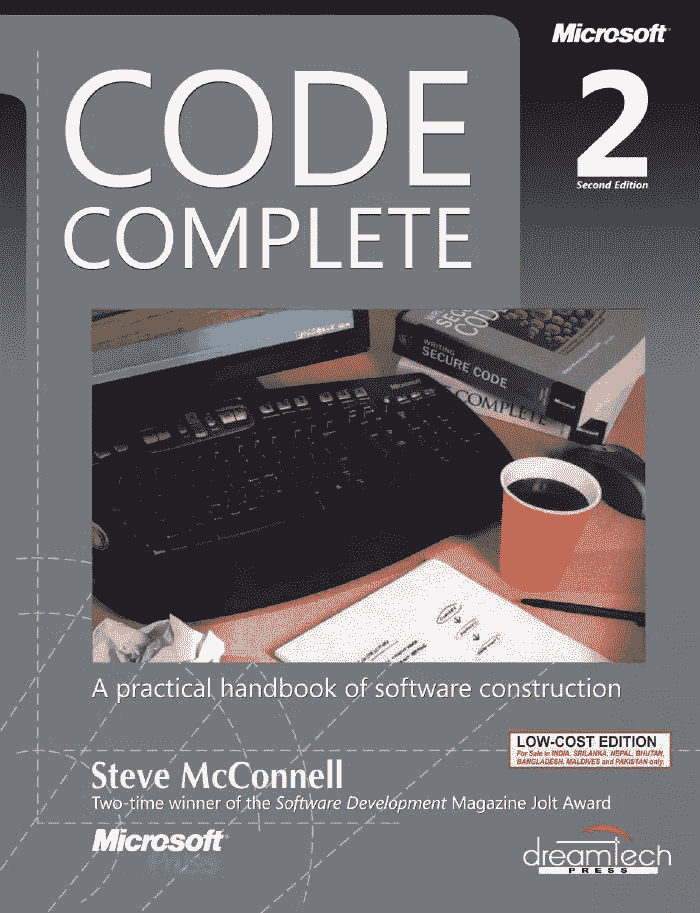 Microsoft
CODE
COMPLETE
2
Second Edition
WRITING
SECURE CODE
COMPLETE
Microsoft
A practical handbook of software construction
LOW-COST EDITION
For Sale in INDIA, SRILANKA, NEPAL, BHUTAN,
BANGLADESH, MALDIVES and PAKISTAN only.
Steve McConnell
Two-time winner of the Software Development Magazine Jolt Award
Microsoft
dreamtech
PRESS